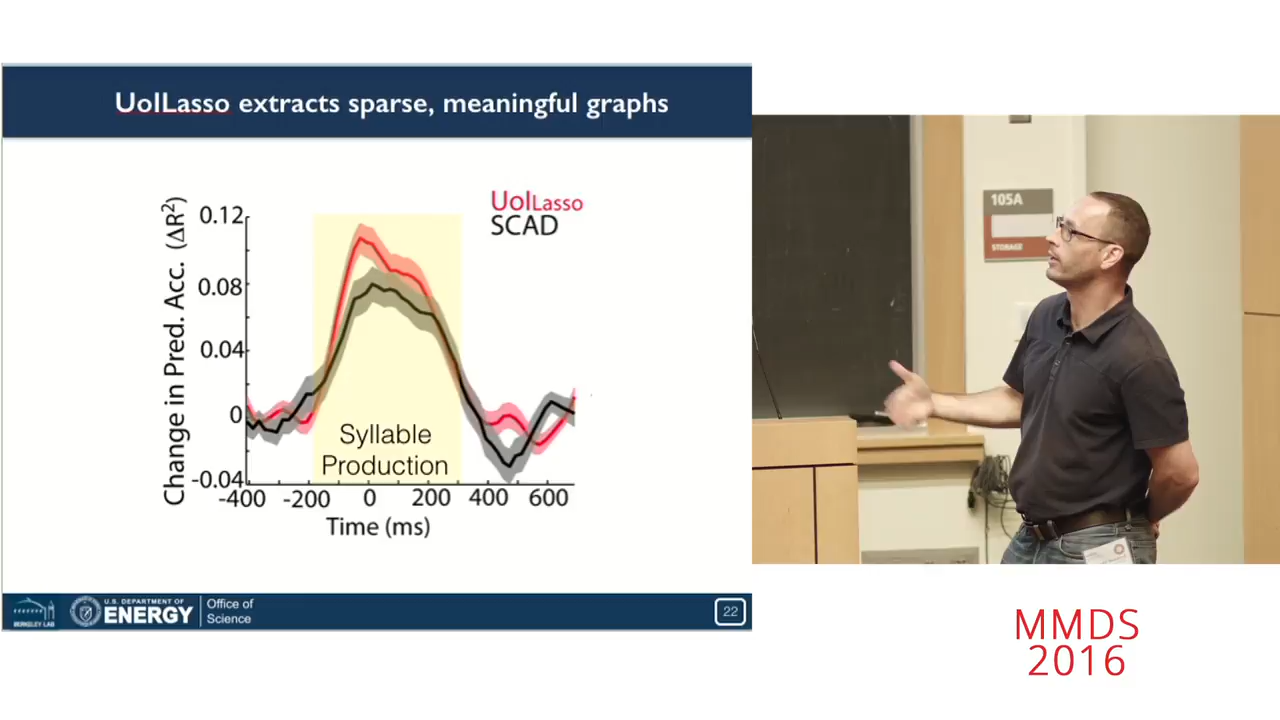 UoILasso extracts sparse, meaningful graphs
UoILasso
SCAD
Change in Pred. Acc. (ΔR²)
0.12
0.08
0.04
0
-0.04
Syllable
Production
-400 -200 0 200 400 600
Time (ms)
BERKELEY LAB
U.S. DEPARTMENT OF
ENERGY
Office of
Science
22
105A
STORAGE
MMDS
2016